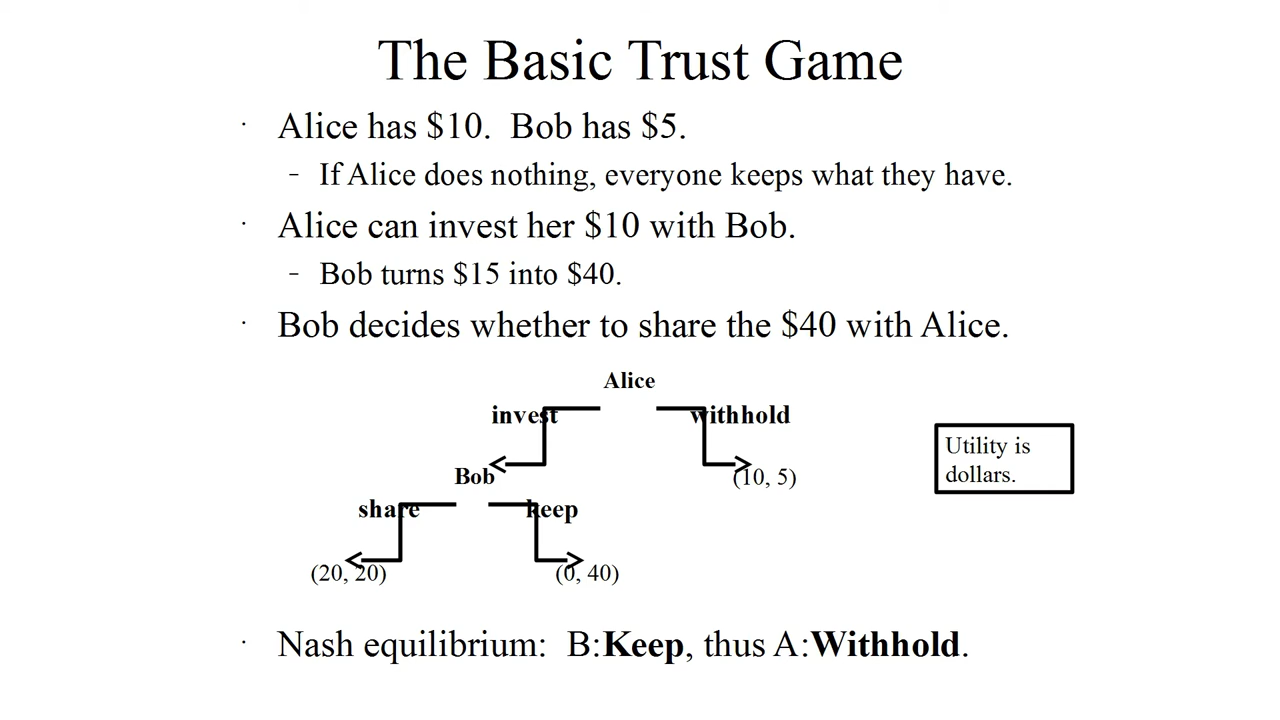 The Basic Trust Game
· Alice has $10. Bob has $5.
– If Alice does nothing, everyone keeps what they have.
· Alice can invest her $10 with Bob.
– Bob turns $15 into $40.
· Bob decides whether to share the $40 with Alice.
Alice
invest withhold
Utility is
dollars.
Bob (10, 5)
share keep
(20, 20) (0, 40)
· Nash equilibrium: B:Keep, thus A:Withhold.